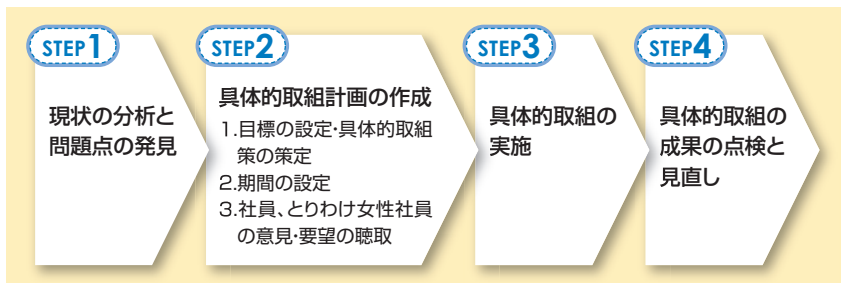 STEP1
現状の分析と
問題点の発見
STEP2
具体的取組計画の作成
1.目標の設定・具体的取組
策の策定
2.期間の設定
3.社員、とりわけ女性社員
の意見・要望の聴取
STEP3
具体的取組の
実施
STEP4
具体的取組の
成果の点検と
見直し